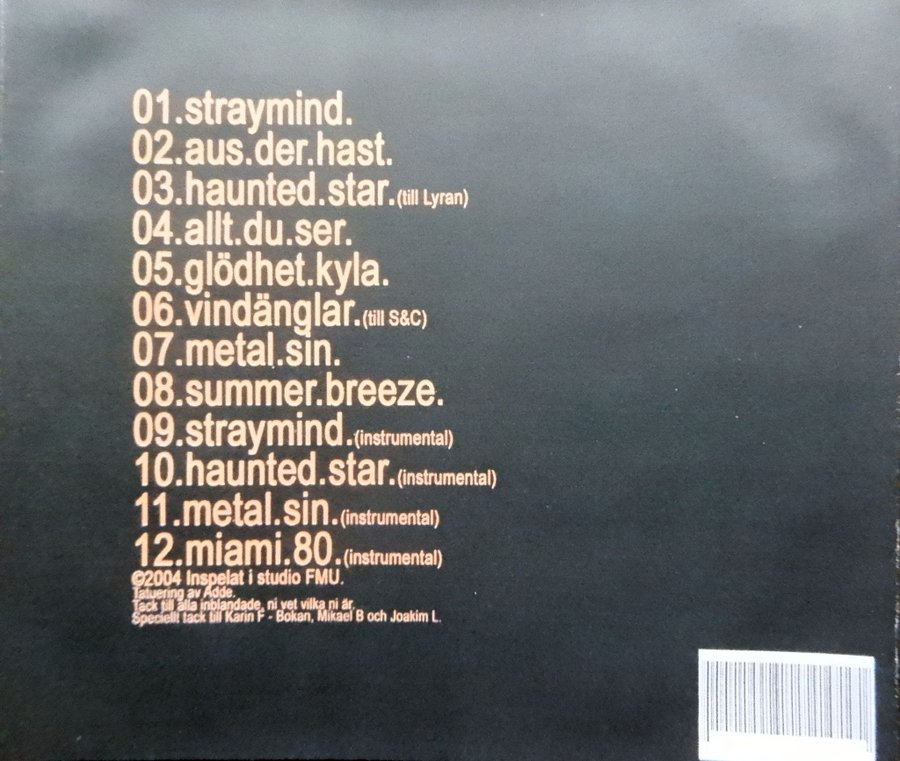 01.straymind.
02.aus.der.hast.
03.haunted.star.(till Lyran)
04.allt.du.ser.
05.glödhet.kyla.
06.vindänglar.(till S&C)
07.metal.sin.
08.summer.breeze.
09.straymind.(instrumental)
10.haunted.star.(instrumental)
11.metal.sin.(instrumental)
12.miami.80.(instrumental)
©2004 Inspelat i studio FMU.
Tatuering av Adde.
Tack till alla inblandade, ni vet vilka ni är.
Speciellt tack till Karin F - Bokan, Mikael B och Joakim L.